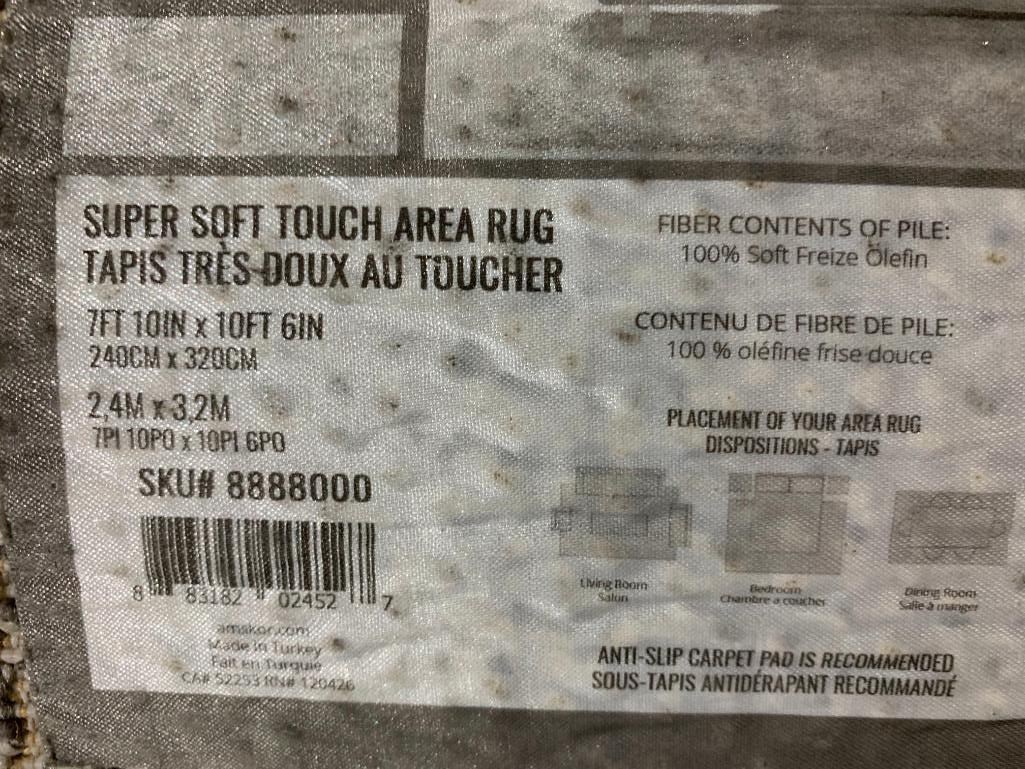 SUPER SOFT TOUCH AREA RUG
TAPIS TRÈS DOUX AU TOUCHER
7FT 10IN x 10FT 6IN
240CM x 320CM
2,4M x 3,2M
7PI 10PO x 10PI 6PO
SKU# 8888000
8 83182 02452 7
amskor.com
Made in Turkey
Fait en Turquie
CA# 52253 RN# 120426
FIBER CONTENTS OF PILE:
100% Soft Freize Olefin
CONTENU DE FIBRE DE PILE:
100 % oléfine frise douce
PLACEMENT OF YOUR AREA RUG
DISPOSITIONS - TAPIS
Living Room
Salon
Bedroom
Chambre a coucher
Dining Room
Salle à manger
ANTI-SLIP CARPET PAD IS RECOMMENDED
SOUS-TAPIS ANTIDÉRAPANT RECOMMANDÉ